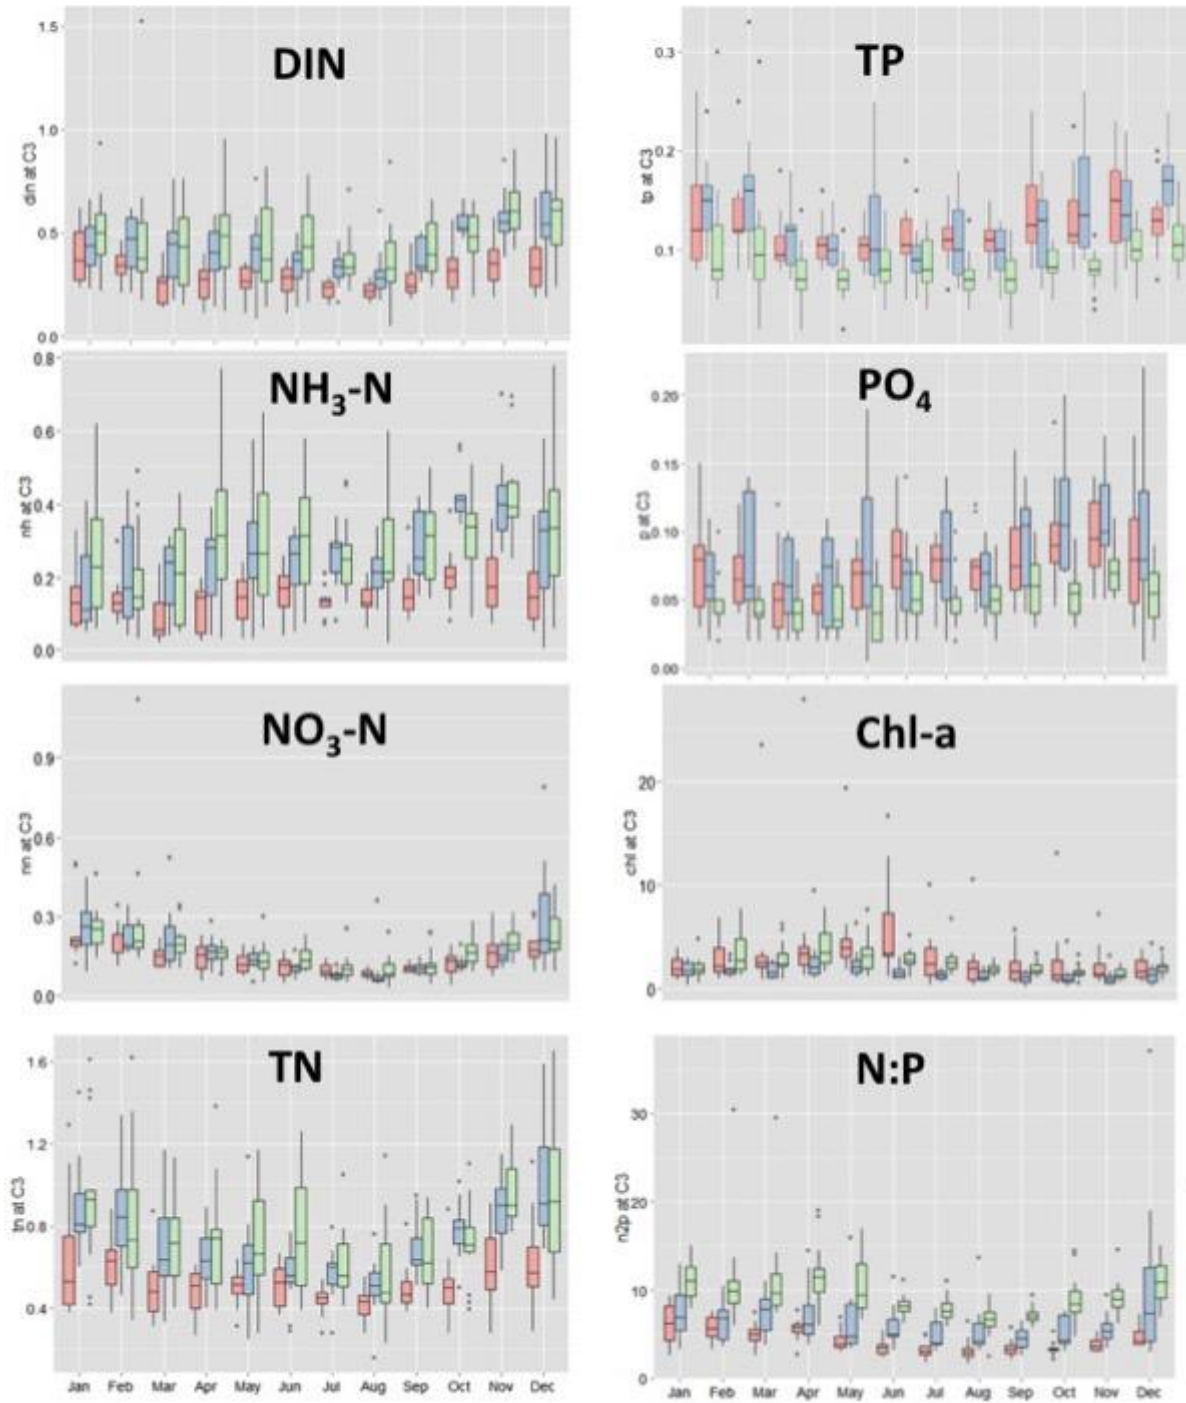 DIN
1.5
1.0
0.5
0.0
din at C3
TP
0.3
0.2
0.1
tp at C3
NH₃-N
0.8
0.6
0.4
0.2
0.0
nh at C3
PO₄
0.20
0.15
0.10
0.05
0.00
p at C3
NO₃-N
0.9
0.6
0.3
0.0
nn at C3
Chl-a
20
10
0
chl at C3
TN
1.6
1.2
0.8
0.4
tn at C3
Jan Feb Mar Apr May Jun Jul Aug Sep Oct Nov Dec
N:P
30
20
10
0
n2p at C3
Jan Feb Mar Apr May Jun Jul Aug Sep Oct Nov Dec